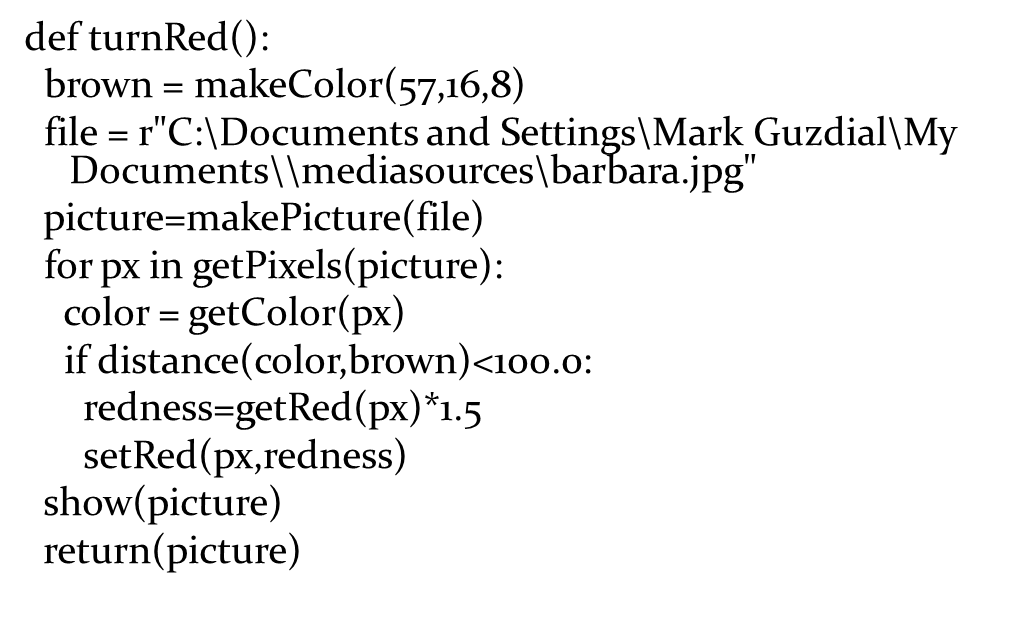 def turnRed():
brown = makeColor(57,16,8)
file = r"C:\Documents and Settings\Mark Guzdial\My
Documents\\mediasources\barbara.jpg"
picture=makePicture(file)
for px in getPixels(picture):
color = getColor(px)
if distance(color,brown)<100.0:
redness=getRed(px)*1.5
setRed(px,redness)
show(picture)
return(picture)